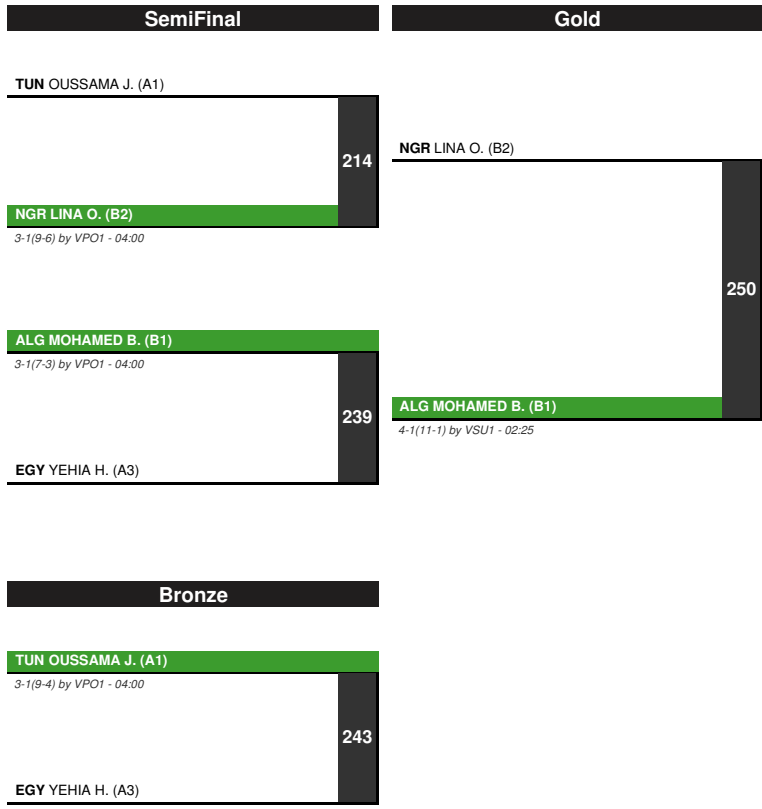 SemiFinal
TUN OUSSAMA J. (A1)
214
NGR LINA O. (B2)
3-1(9-6) by VPO1 - 04:00
ALG MOHAMED B. (B1)
3-1(7-3) by VPO1 - 04:00
239
EGY YEHIA H. (A3)
Gold
NGR LINA O. (B2)
250
ALG MOHAMED B. (B1)
4-1(11-1) by VSU1 - 02:25
Bronze
TUN OUSSAMA J. (A1)
3-1(9-4) by VPO1 - 04:00
243
EGY YEHIA H. (A3)